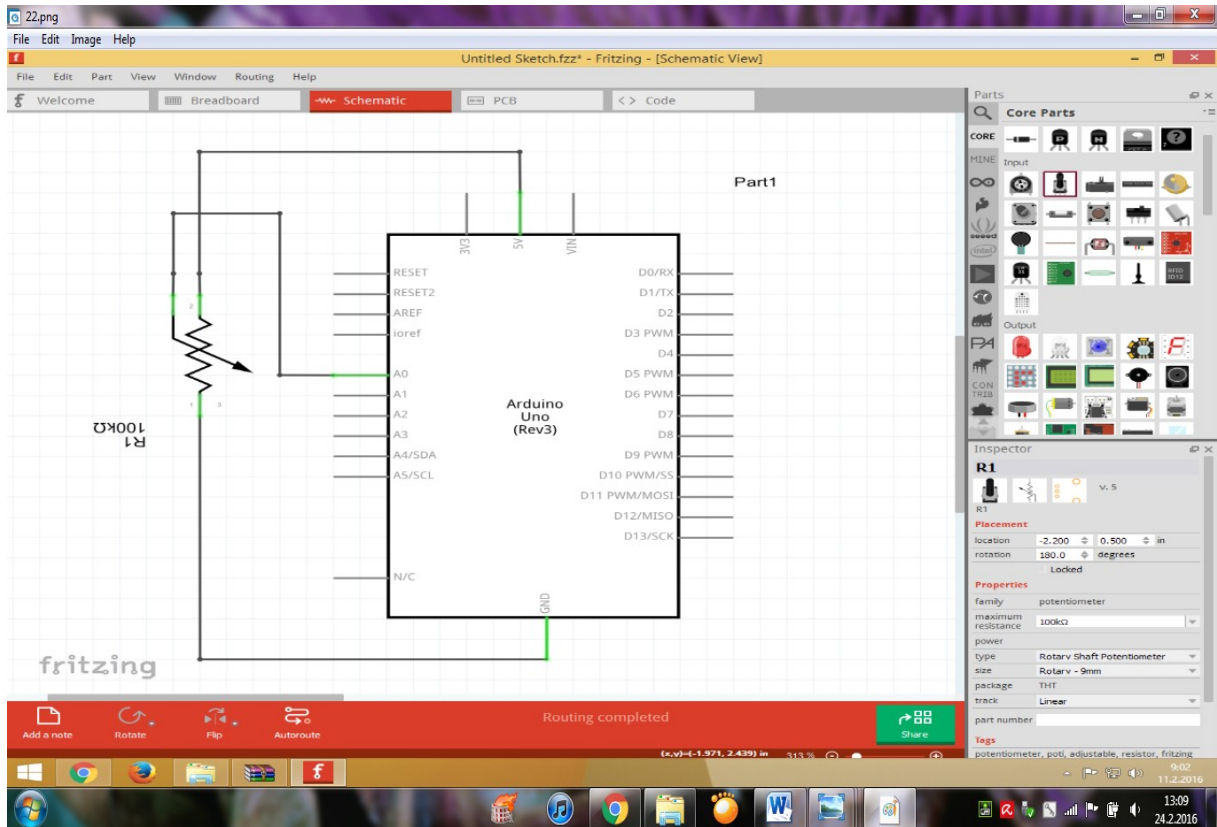 22.png
File Edit Image Help
Untitled Sketch.fzz* - Fritzing - [Schematic View]
File Edit Part View Window Routing Help
Welcome Breadboard Schematic PCB <> Code
Part1
3V3 5V VIN
RESET D0/RX
RESET2 D1/TX
AREF D2
ioref D3 PWM
D4
A0 D5 PWM
A1 D6 PWM
A2 D7
A3 D8
A4/SDA D9 PWM
A5/SCL D10 PWM/SS
D11 PWM/MOSI
D12/MISO
D13/SCK
N/C
GND
Arduino
Uno
(Rev3)
R1
100kΩ
fritzing
Add a note Rotate Flip Autoroute
Routing completed
Share
(x,y)=(-1.971, 2.439) in 313 %
Parts
Core Parts
CORE
MINE
Input
Output
CON
TRIB
Inspector
R1
v. 5
R1
Placement
location -2.200 0.500 in
rotation 180.0 degrees
Locked
Properties
family potentiometer
maximum
resistance 100kΩ
power
type Rotary Shaft Potentiometer
size Rotary - 9mm
package THT
track Linear
part number
Tags
potentiometer, poti, adjustable, resistor, fritzing
9:02
11.2.2016
13:09
24.2.2016